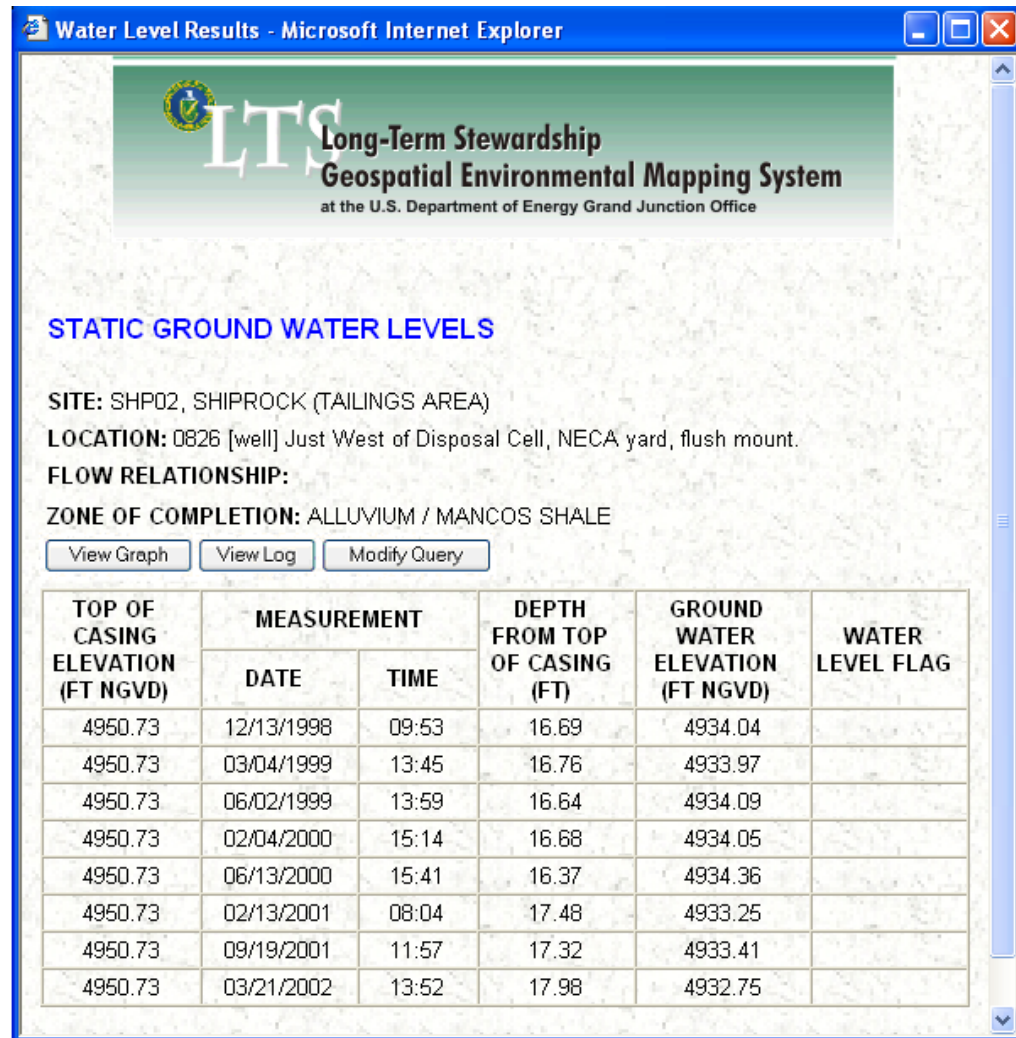 Water Level Results - Microsoft Internet Explorer
LTS
Long-Term Stewardship
Geospatial Environmental Mapping System
at the U.S. Department of Energy Grand Junction Office
STATIC GROUND WATER LEVELS
SITE: SHP02, SHIPROCK (TAILINGS AREA)
LOCATION: 0826 [well] Just West of Disposal Cell, NECA yard, flush mount.
FLOW RELATIONSHIP:
ZONE OF COMPLETION: ALLUVIUM / MANCOS SHALE
View Graph View Log Modify Query
TOP OF CASING ELEVATION (FT NGVD) MEASUREMENT DATE TIME DEPTH FROM TOP OF CASING (FT) GROUND WATER ELEVATION (FT NGVD) WATER LEVEL FLAG
4950.73 12/13/1998 09:53 16.69 4934.04
4950.73 03/04/1999 13:45 16.76 4933.97
4950.73 06/02/1999 13:59 16.64 4934.09
4950.73 02/04/2000 15:14 16.68 4934.05
4950.73 06/13/2000 15:41 16.37 4934.36
4950.73 02/13/2001 08:04 17.48 4933.25
4950.73 09/19/2001 11:57 17.32 4933.41
4950.73 03/21/2002 13:52 17.98 4932.75